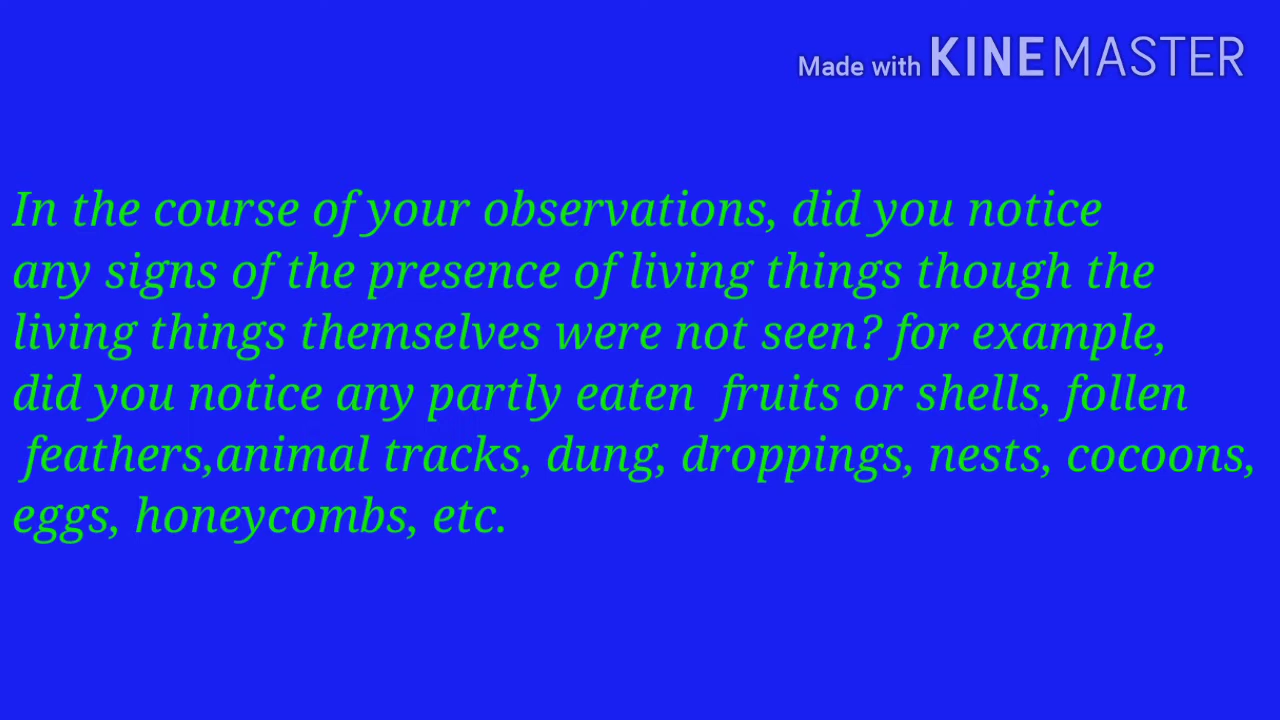 Made with KINEMASTER
In the course of your observations, did you notice
any signs of the presence of living things though the
living things themselves were not seen? for example,
did you notice any partly eaten  fruits or shells, follen
feathers,animal tracks, dung, droppings, nests, cocoons,
eggs, honeycombs, etc.